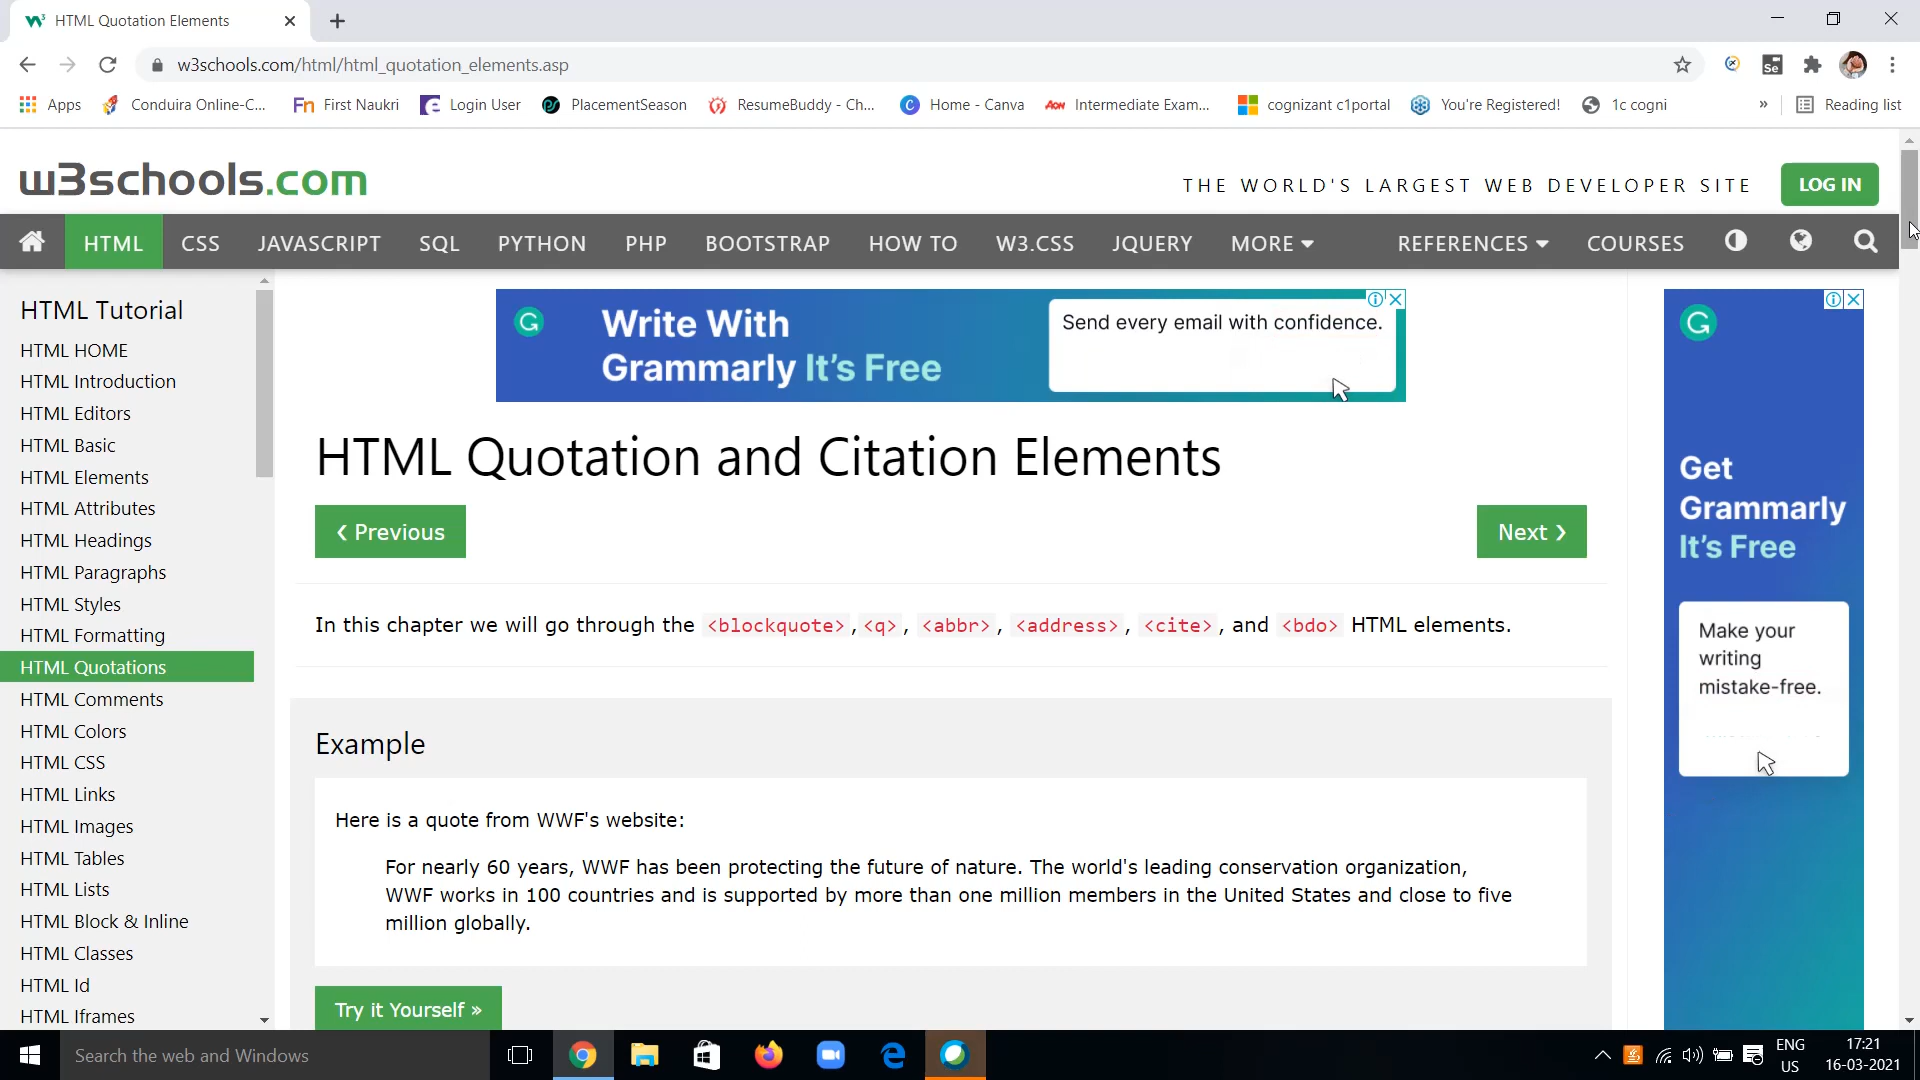 HTML Quotation Elements
w3schools.com/html/html_quotation_elements.asp
Se
Apps Conduira Online-C... Fn First Naukri Login User PlacementSeason ResumeBuddy - Ch... C Home - Canva Aon Intermediate Exam... cognizant c1portal You're Registered! 1c cogni » Reading list
w3schools.com
THE WORLD'S LARGEST WEB DEVELOPER SITE
LOG IN
HTML CSS JAVASCRIPT SQL PYTHON PHP BOOTSTRAP HOW TO W3.CSS JQUERY MORE REFERENCES COURSES
HTML Tutorial
HTML HOME
HTML Introduction
HTML Editors
HTML Basic
HTML Elements
HTML Attributes
HTML Headings
HTML Paragraphs
HTML Styles
HTML Formatting
HTML Quotations
HTML Comments
HTML Colors
HTML CSS
HTML Links
HTML Images
HTML Tables
HTML Lists
HTML Block & Inline
HTML Classes
HTML Id
HTML Iframes
Write With
Grammarly It's Free
Send every email with confidence.
HTML Quotation and Citation Elements
❮ Previous
Next ❯
In this chapter we will go through the <blockquote>,<q>, <abbr>, <address>, <cite>, and <bdo> HTML elements.
Example
Here is a quote from WWF's website:
For nearly 60 years, WWF has been protecting the future of nature. The world's leading conservation organization,
WWF works in 100 countries and is supported by more than one million members in the United States and close to five
million globally.
Try it Yourself »
Get
Grammarly
It's Free
Make your
writing
mistake-free.
Search the web and Windows
ENG
US
17:21
16-03-2021